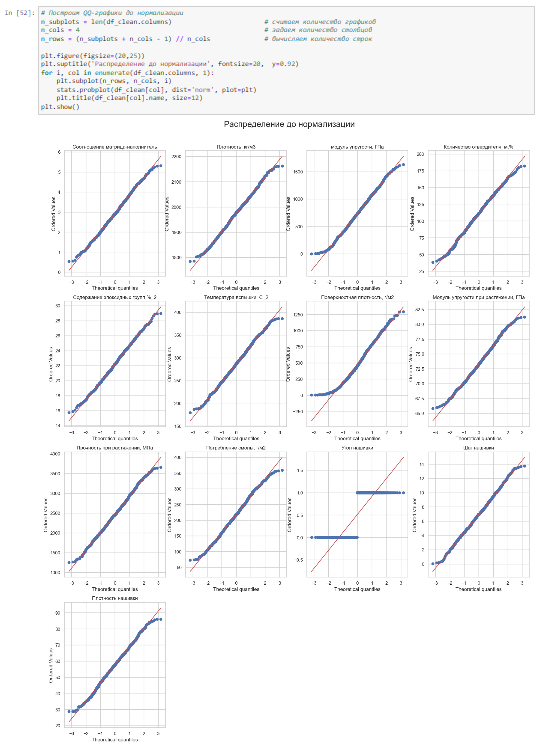 In [52]:
# Построим QQ-графики до нормализации
m_subplots = len(df_clean.columns) # считаем количество графиков
m_cols = 4 # задаем количество столбцов
m_rows = (n_subplots + n_cols - 1) // n_cols # вычисляем количество строк
plt.figure(figsize=(20,25))
plt.suptitle('Распределение до нормализации', fontsize=20, y=0.92)
for i, col in enumerate(df_clean.columns, 1):
plt.subplot(n_rows, n_cols, i)
stats.probplot(df_clean[col], dist='norm', plot=plt)
plt.title(df_clean[col].name, size=12)
plt.show()
Распределение до нормализации
Соотношение матрица-наполнитель
Плотность, кг/м3
модуль упругости, ГПа
Количество отвердителя, м.%
Ordered Values
Ordered Values
Ordered Values
Ordered Values
Theoretical quantiles
Theoretical quantiles
Theoretical quantiles
Theoretical quantiles
Содержание эпоксидных групп,%_2
Температура вспышки, С_2
Поверхностная плотность, г/м2
Модуль упругости при растяжении, ГПа
Ordered Values
Ordered Values
Ordered Values
Ordered Values
Theoretical quantiles
Theoretical quantiles
Theoretical quantiles
Theoretical quantiles
Прочность при растяжении, МПа
Потребление смолы, г/м2
Угол нашивки
Шаг нашивки
Ordered Values
Ordered Values
Ordered Values
Ordered Values
Theoretical quantiles
Theoretical quantiles
Theoretical quantiles
Theoretical quantiles
Плотность нашивки
Ordered Values
Theoretical quantiles